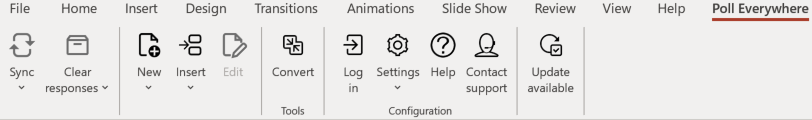 File Home Insert Design Transitions Animations Slide Show Review View Help Poll Everywhere
Sync Clear responses New Insert Edit Convert Log in Settings Help Contact support Update available
Tools Configuration